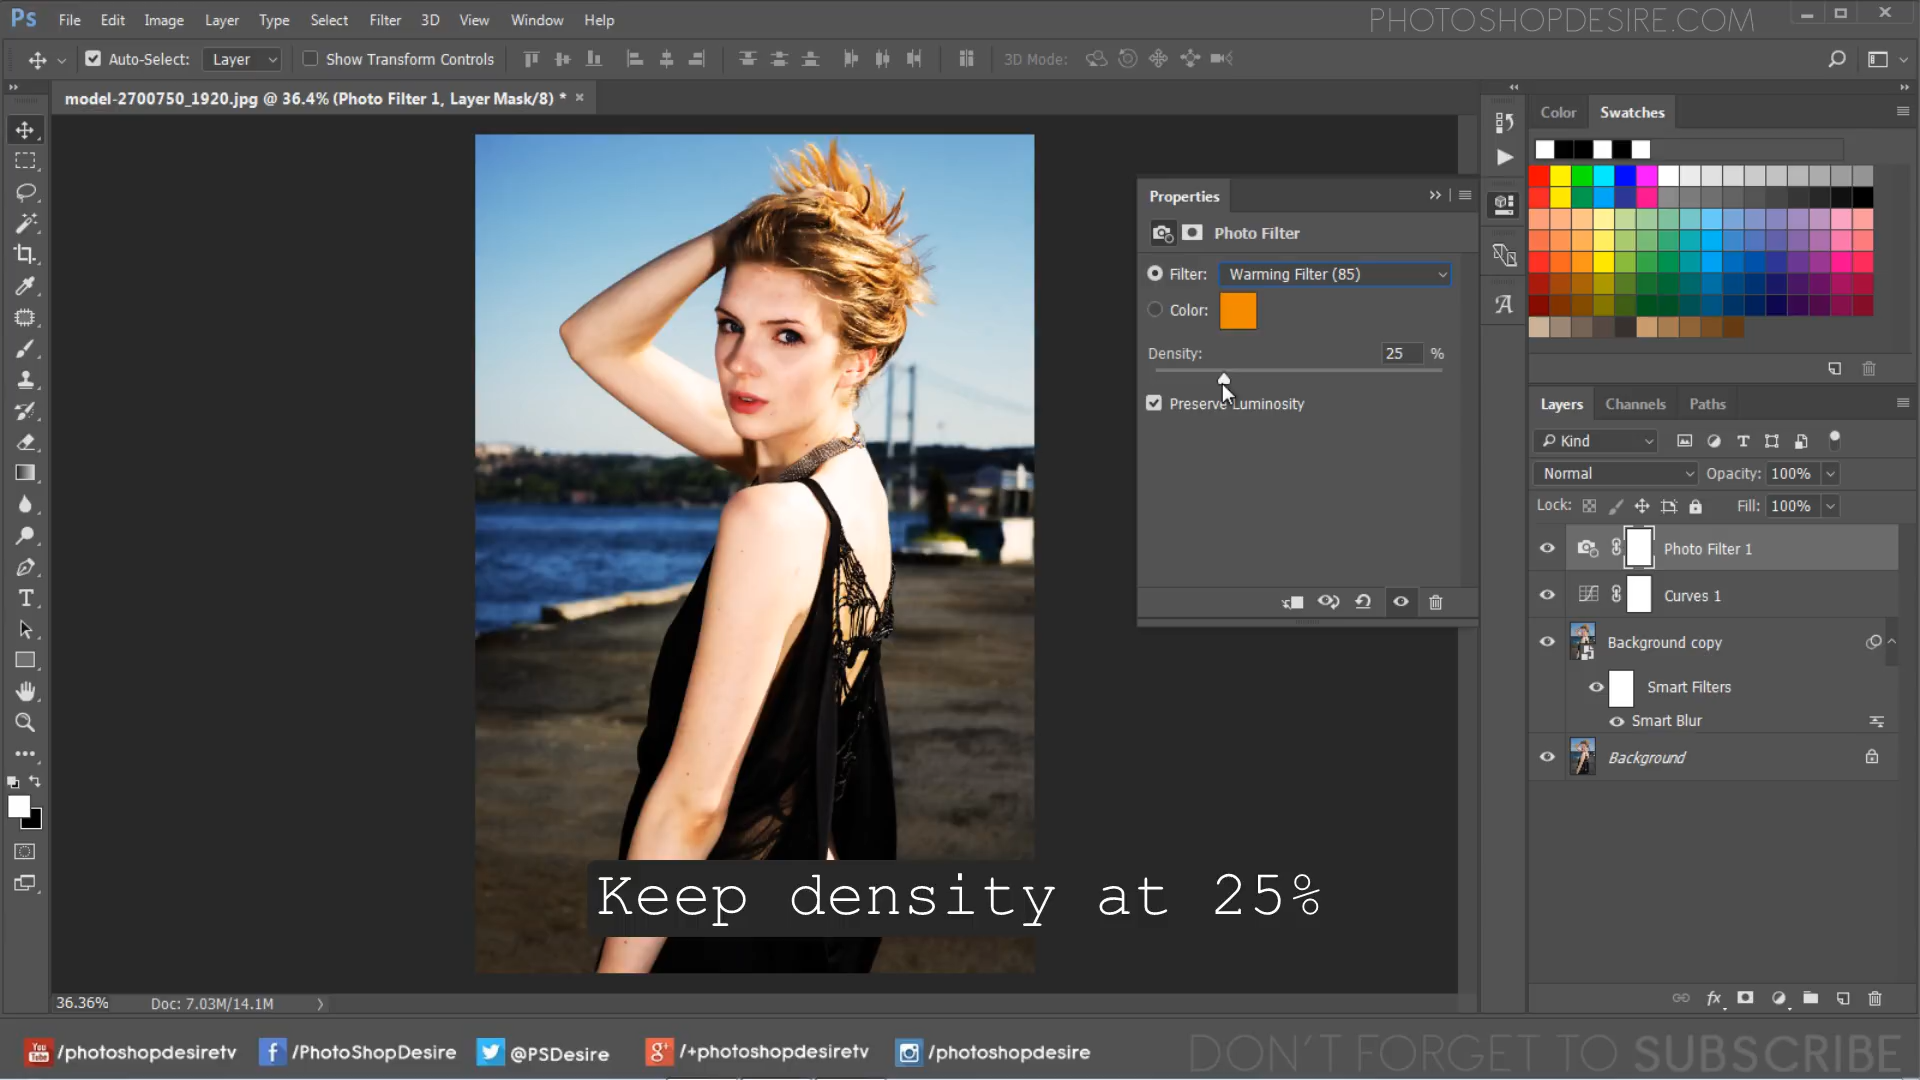 Ps File Edit Image Layer Type Select Filter 3D View Window Help PHOTOSHOPDESIRE.COM
Auto-Select: Layer Show Transform Controls 3D Mode:
model-2700750_1920.jpg @ 36.4% (Photo Filter 1, Layer Mask/8) * ×
Color Swatches
Properties
Photo Filter
Filter: Warming Filter (85)
Color:
Density: 25 %
Preserve Luminosity
Layers Channels Paths
Kind
Normal Opacity: 100%
Lock: Fill: 100%
Photo Filter 1
Curves 1
Background copy
Smart Filters
Smart Blur
Background
fx
Keep density at 25%
36.36% Doc: 7.03M/14.1M
You Tube /photoshopdesiretv f /PhotoShopDesire @PSDesire g+ /+photoshopdesiretv /photoshopdesire DON'T FORGET TO SUBSCRIBE